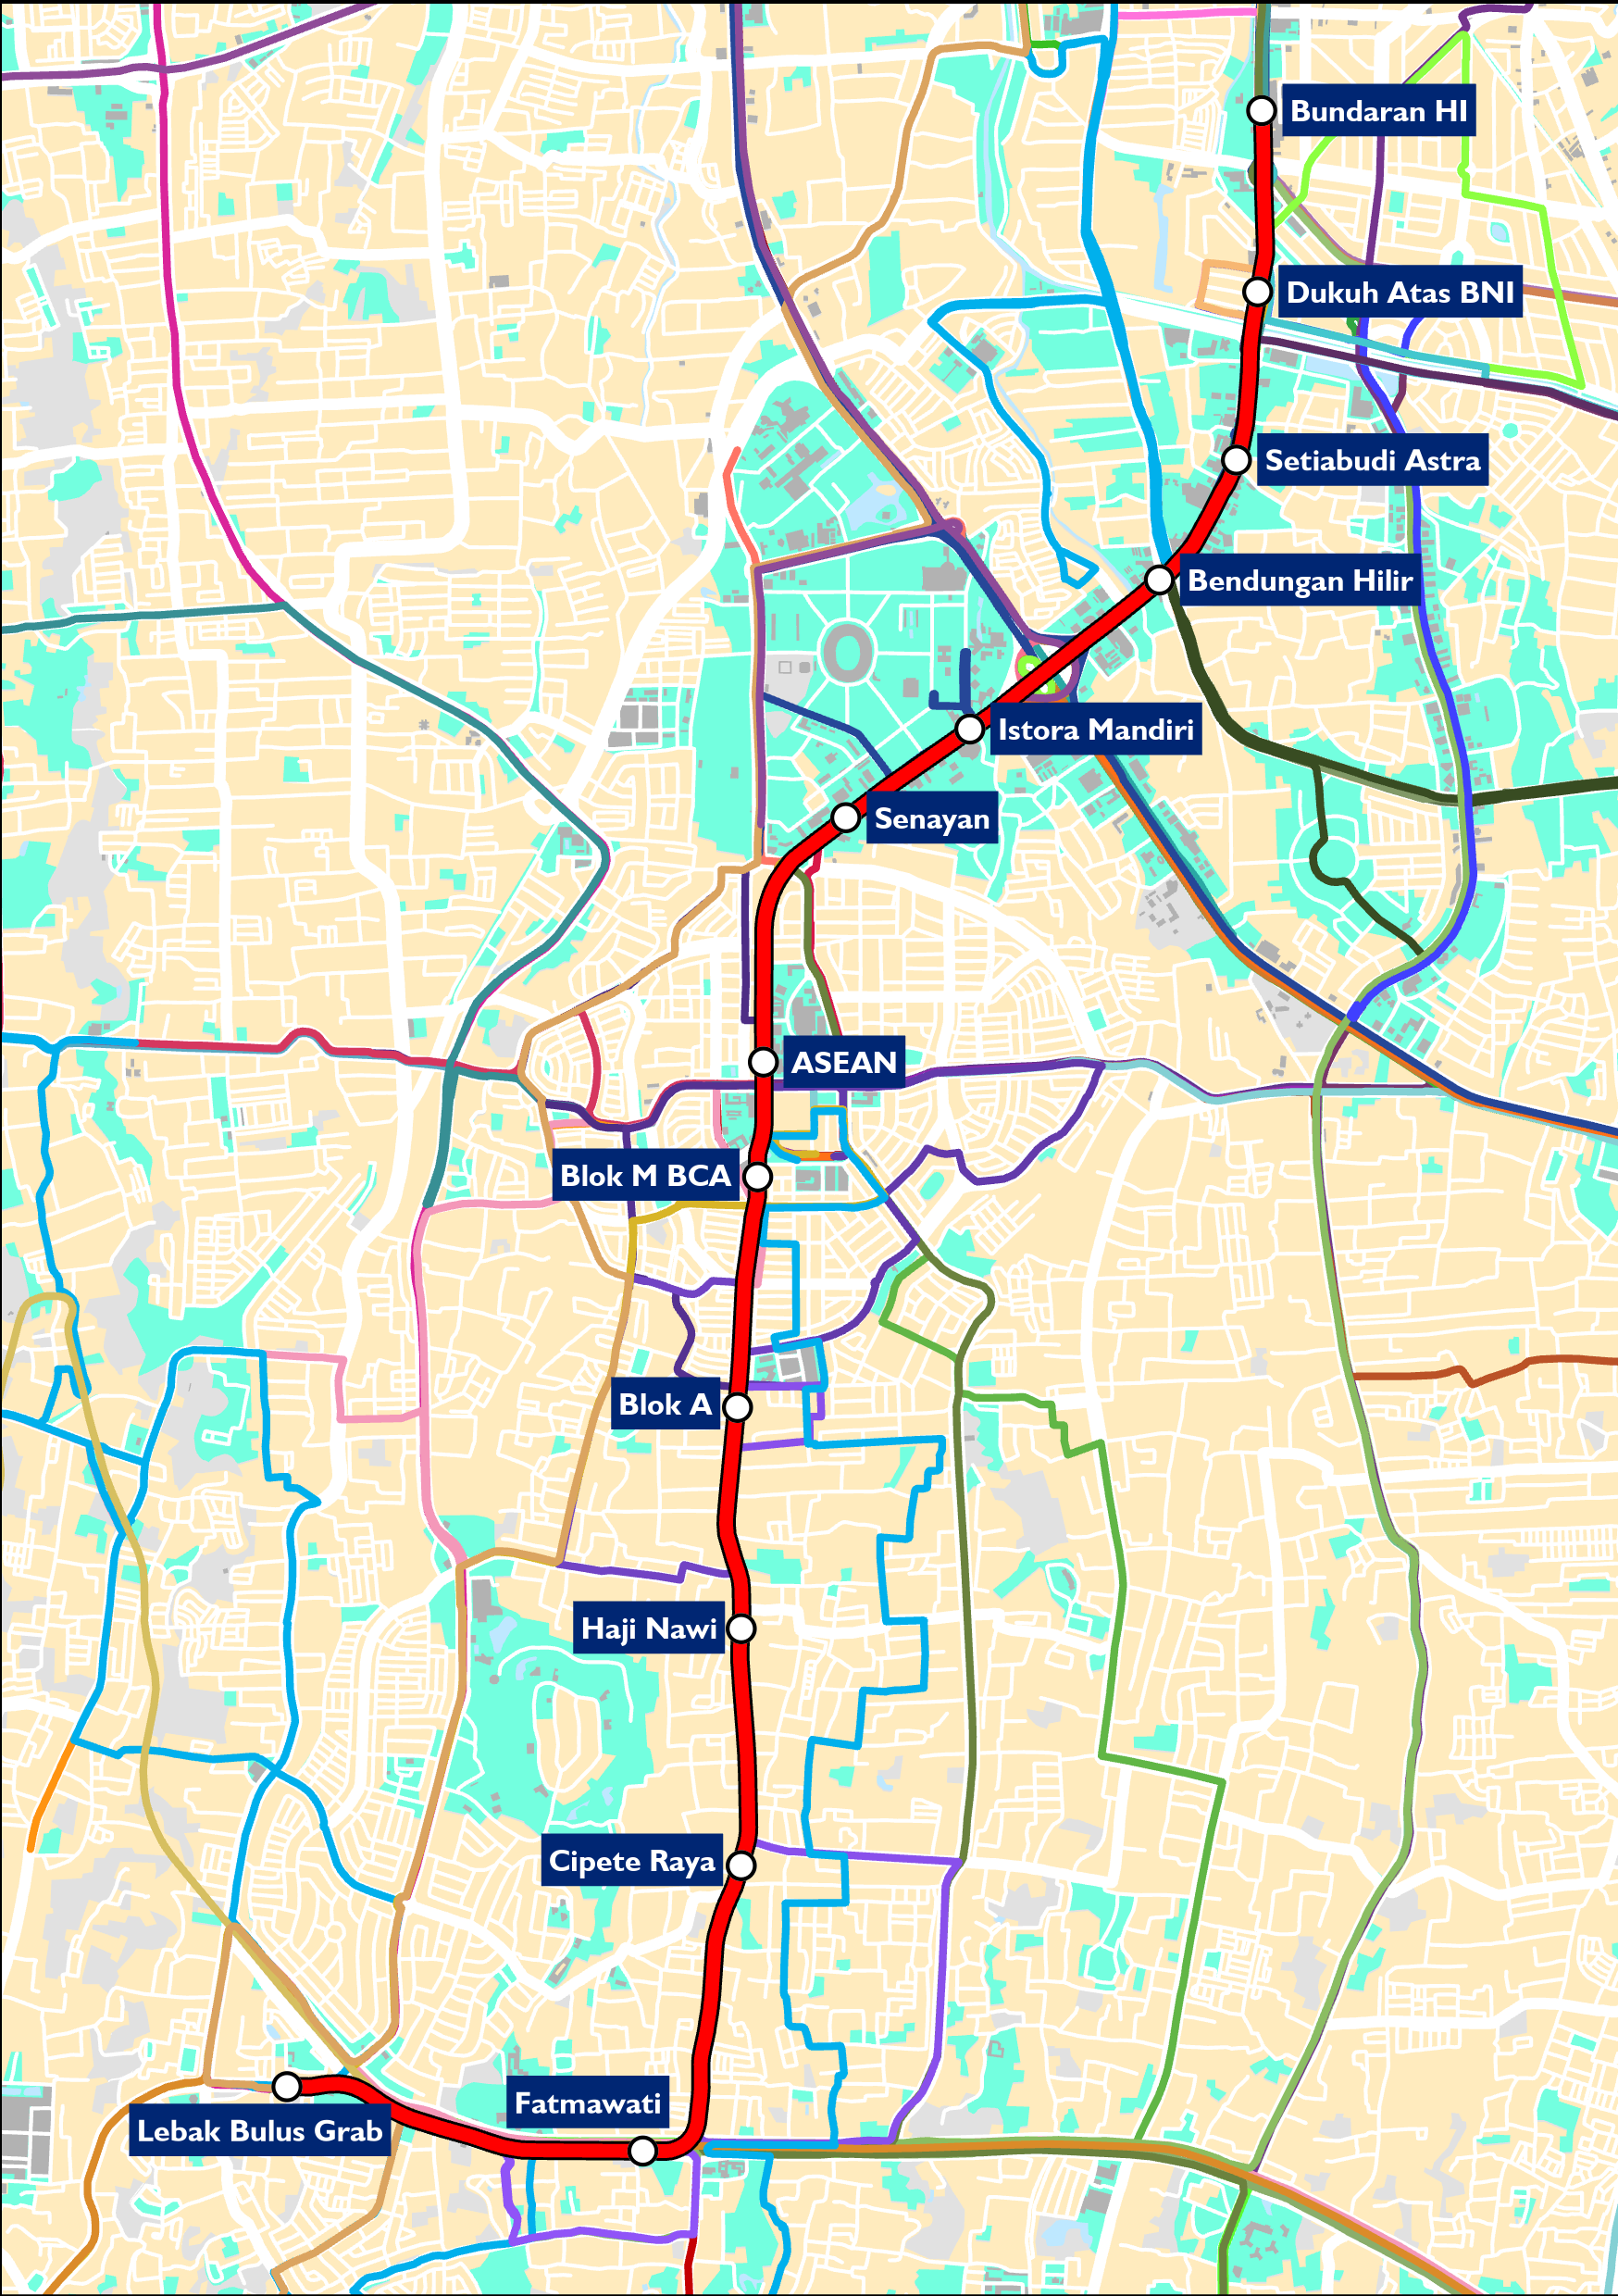 Bundaran HI
Dukuh Atas BNI
Setiabudi Astra
Bendungan Hilir
Istora Mandiri
Senayan
ASEAN
Blok M BCA
Blok A
Haji Nawi
Cipete Raya
Fatmawati
Lebak Bulus Grab